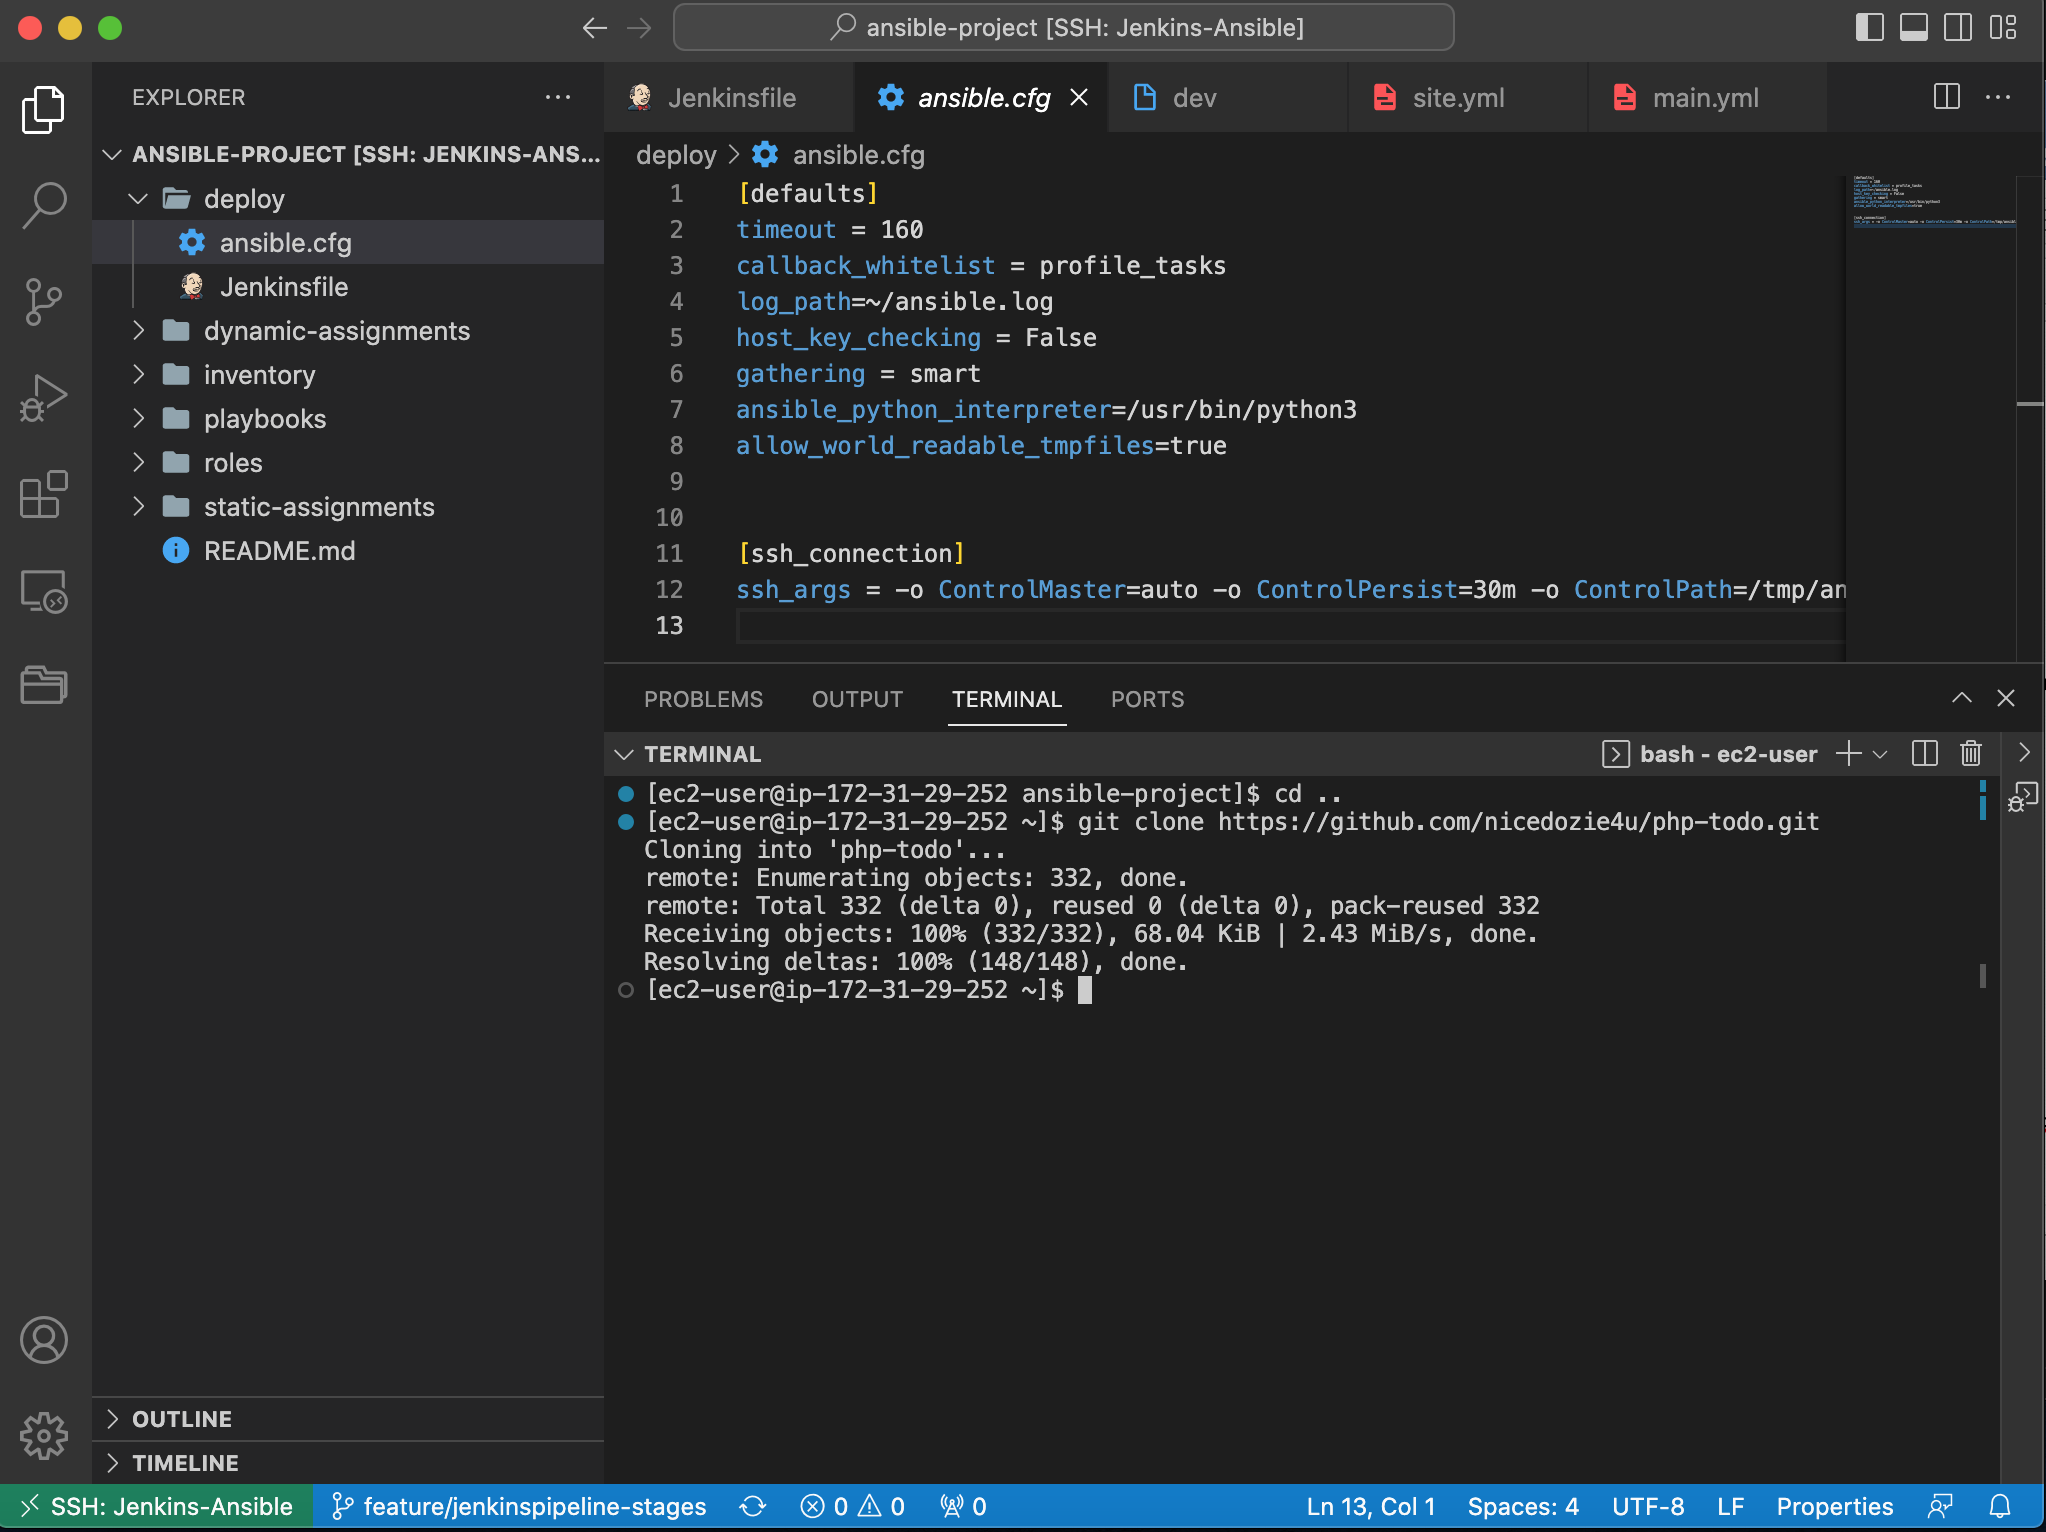 ansible-project [SSH: Jenkins-Ansible]
EXPLORER
ANSIBLE-PROJECT [SSH: JENKINS-ANS...
deploy
ansible.cfg
Jenkinsfile
dynamic-assignments
inventory
playbooks
roles
static-assignments
README.md
OUTLINE
TIMELINE
Jenkinsfile
ansible.cfg
dev
site.yml
main.yml
deploy > ansible.cfg
1 [defaults]
2 timeout = 160
3 callback_whitelist = profile_tasks
4 log_path=~/ansible.log
5 host_key_checking = False
6 gathering = smart
7 ansible_python_interpreter=/usr/bin/python3
8 allow_world_readable_tmpfiles=true
9
10
11 [ssh_connection]
12 ssh_args = -o ControlMaster=auto -o ControlPersist=30m -o ControlPath=/tmp/an
13
PROBLEMS OUTPUT TERMINAL PORTS
TERMINAL
bash - ec2-user
[ec2-user@ip-172-31-29-252 ansible-project]$ cd ..
[ec2-user@ip-172-31-29-252 ~]$ git clone https://github.com/nicedozie4u/php-todo.git
Cloning into 'php-todo'...
remote: Enumerating objects: 332, done.
remote: Total 332 (delta 0), reused 0 (delta 0), pack-reused 332
Receiving objects: 100% (332/332), 68.04 KiB | 2.43 MiB/s, done.
Resolving deltas: 100% (148/148), done.
[ec2-user@ip-172-31-29-252 ~]$
SSH: Jenkins-Ansible feature/jenkinspipeline-stages 0 0 0 Ln 13, Col 1 Spaces: 4 UTF-8 LF Properties